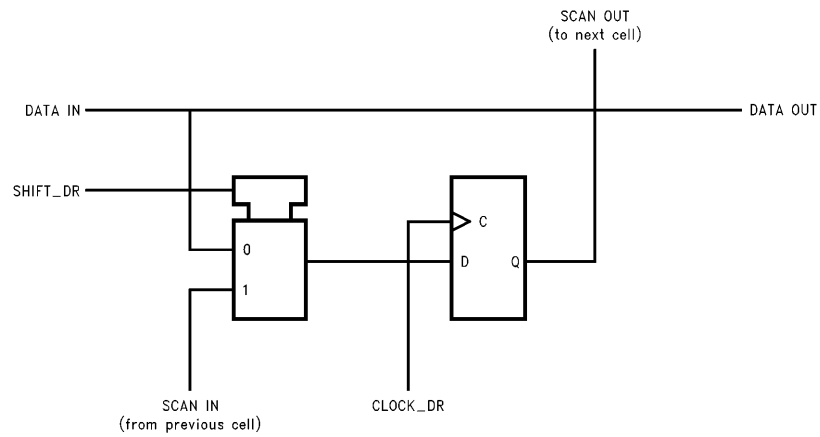 SCAN OUT
(to next cell)
DATA IN
DATA OUT
SHIFT_DR
C
0
D
Q
1
SCAN IN
(from previous cell)
CLOCK_DR